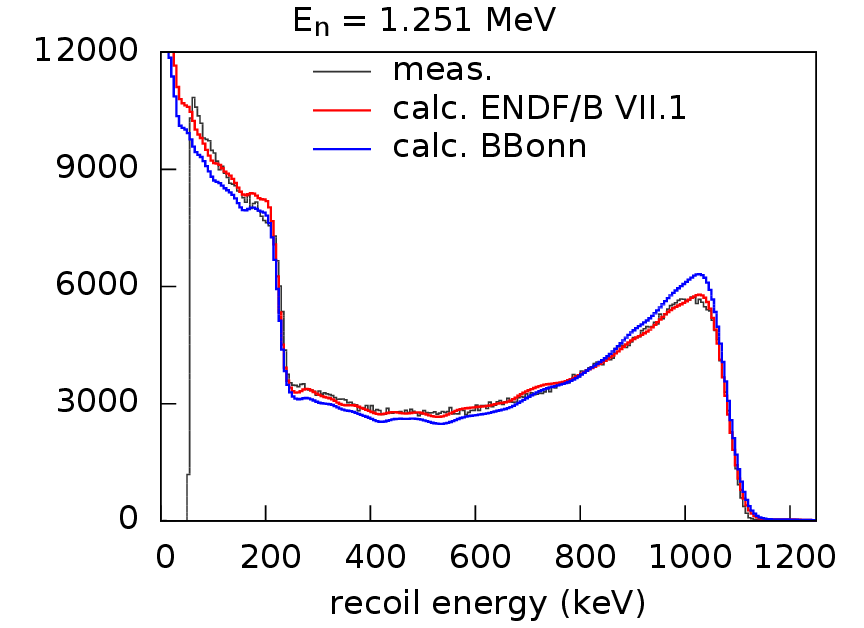 En = 1.251 MeV
12000
9000
6000
3000
0
meas.
calc. ENDF/B VII.1
calc. BBonn
0 200 400 600 800 1000 1200
recoil energy (keV)